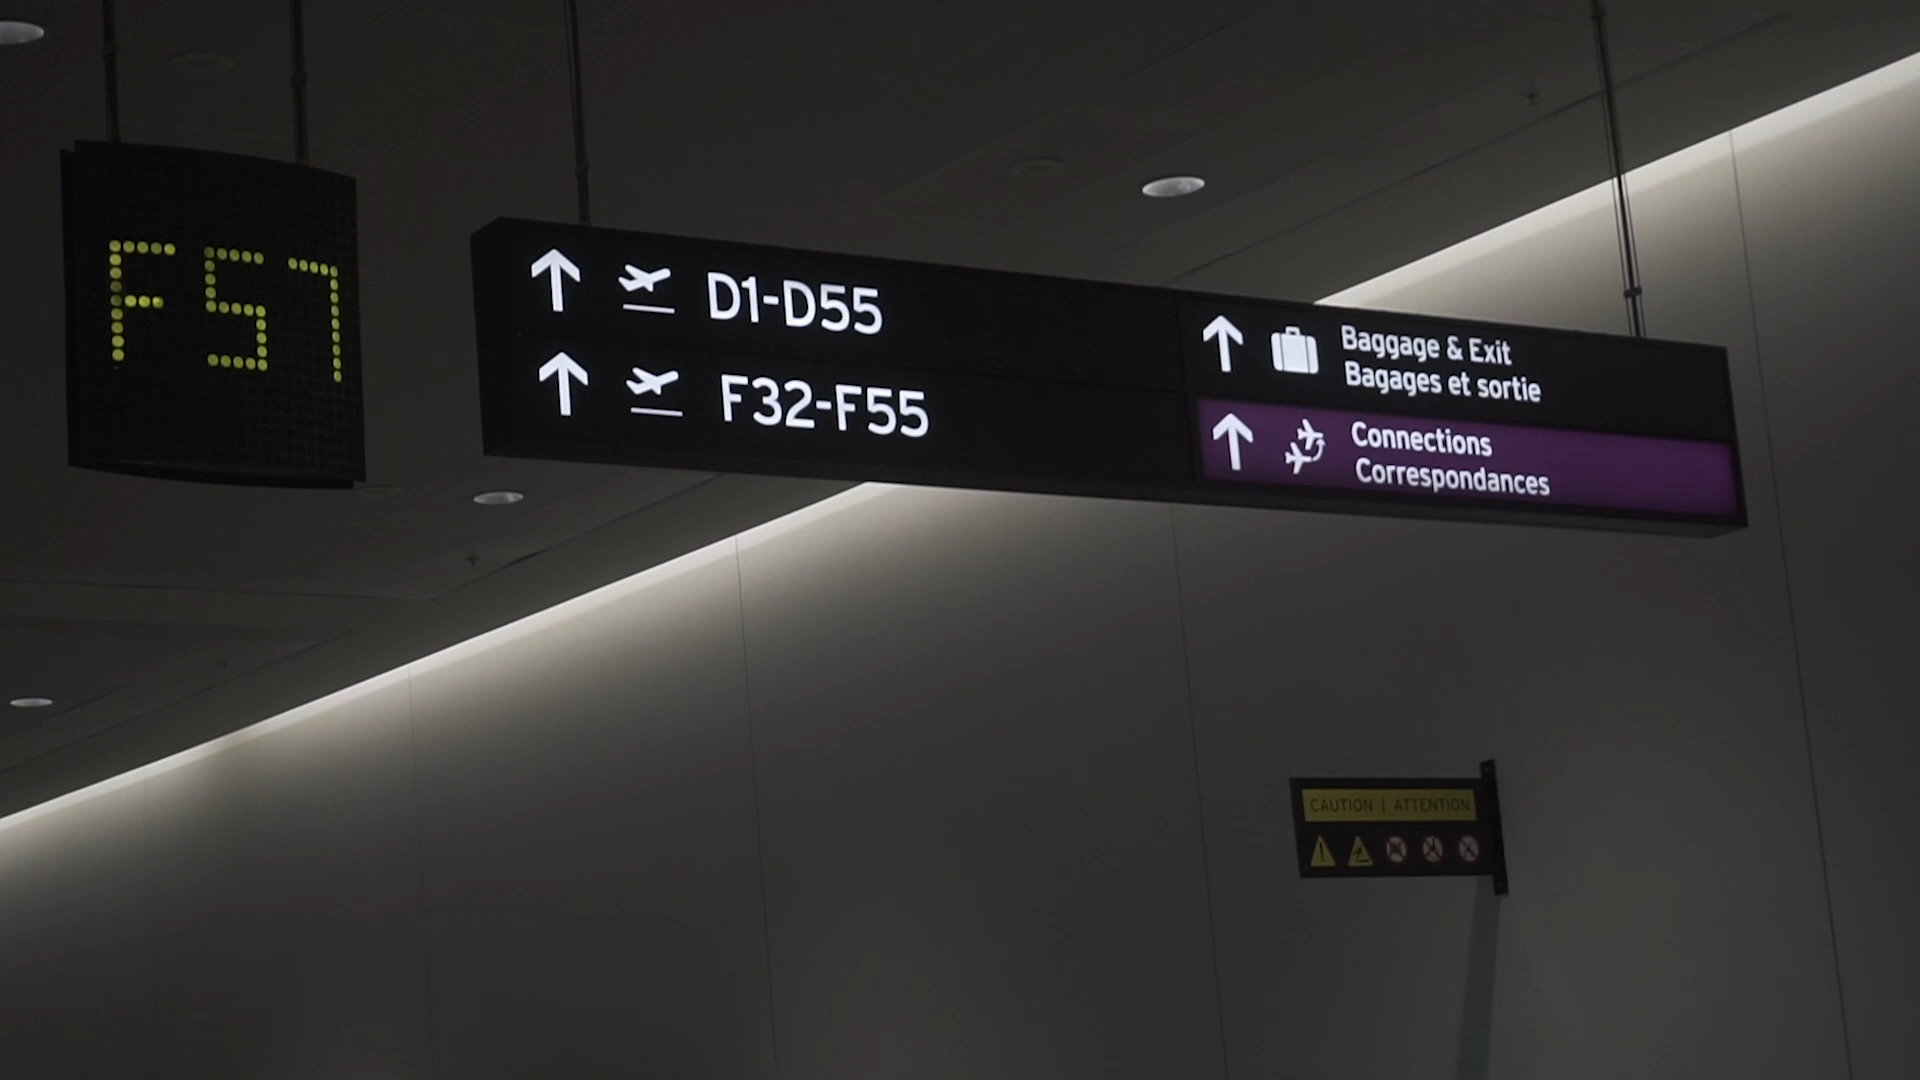 F57
D1-D55
F32-F55
Baggage & Exit
Bagages et sortie
Connections
Correspondances
CAUTION | ATTENTION